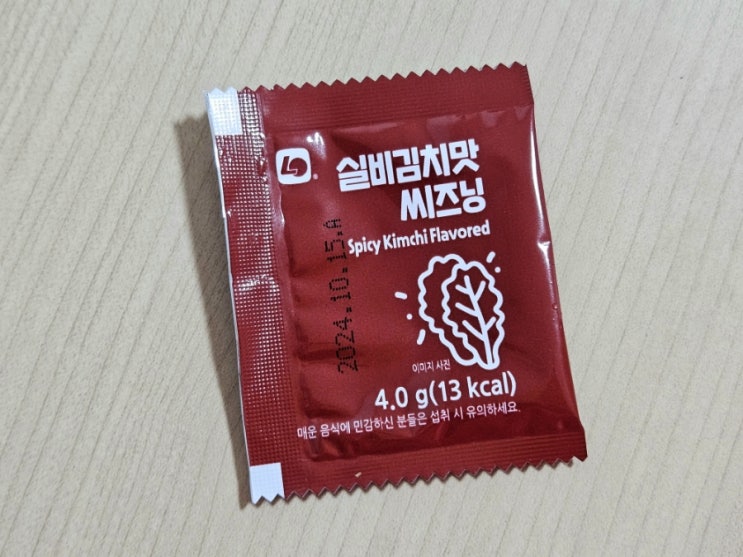 실비김치맛
씨즈닝
Spicy Kimchi Flavored
2024.10.15.A
이미지 사진
4.0 g(13 kcal)
매운 음식에 민감하신 분들은 섭취 시 유의하세요.